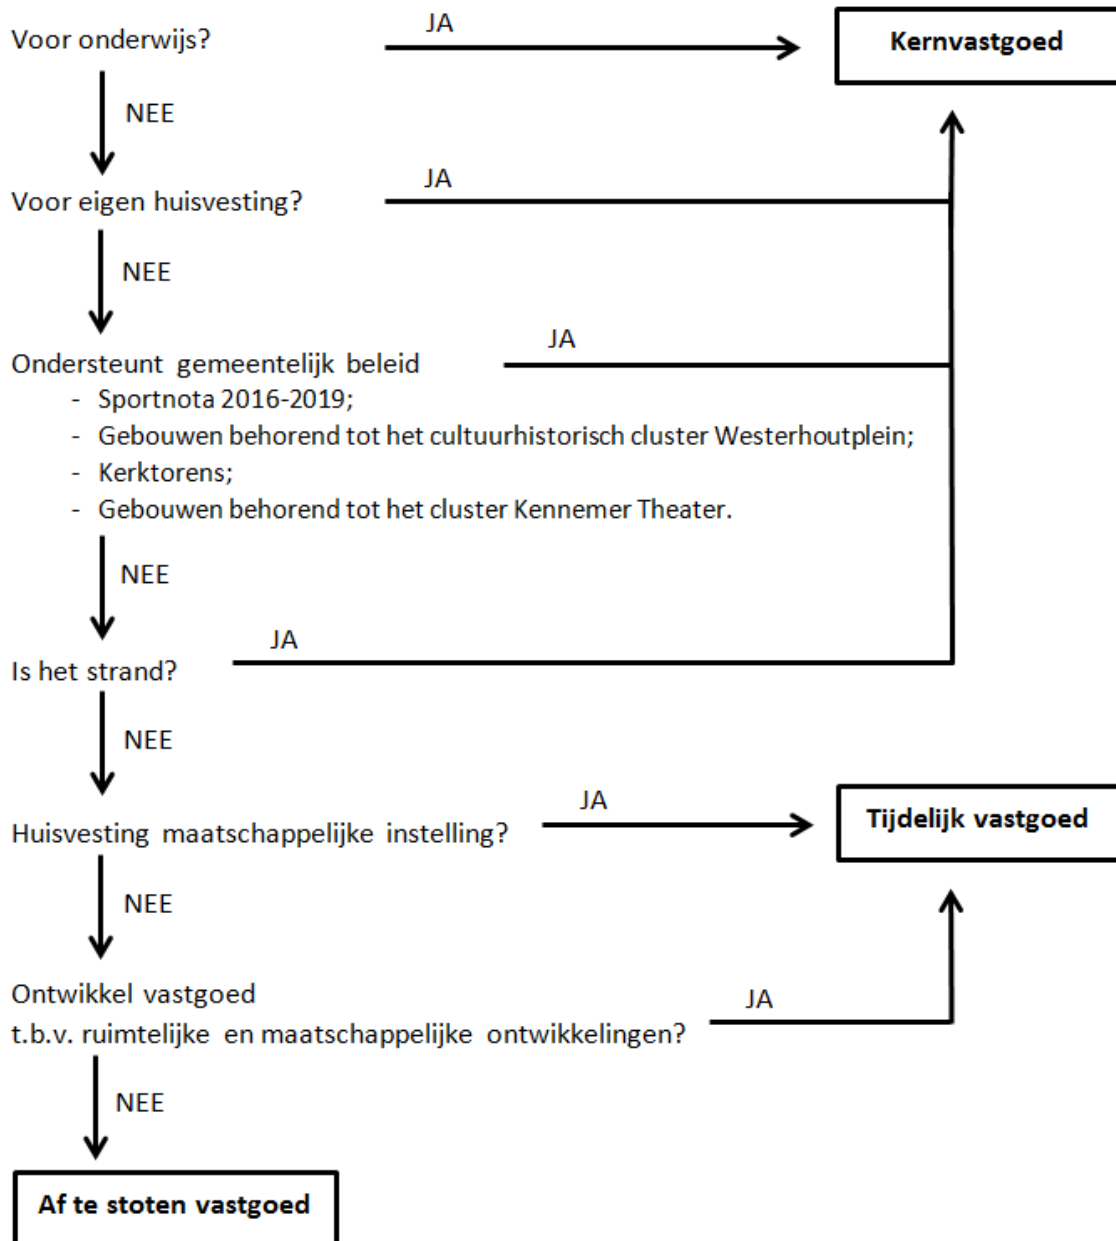 Voor onderwijs?
JA
Kernvastgoed
NEE
Voor eigen huisvesting?
JA
NEE
Ondersteunt gemeentelijk beleid
JA
- Sportnota 2016-2019;
- Gebouwen behorend tot het cultuurhistorisch cluster Westerhoutplein;
- Kerktorens;
- Gebouwen behorend tot het cluster Kennemer Theater.
NEE
Is het strand?
JA
NEE
Huisvesting maatschappelijke instelling?
JA
Tijdelijk vastgoed
NEE
Ontwikkel vastgoed
t.b.v. ruimtelijke en maatschappelijke ontwikkelingen?
JA
NEE
Af te stoten vastgoed